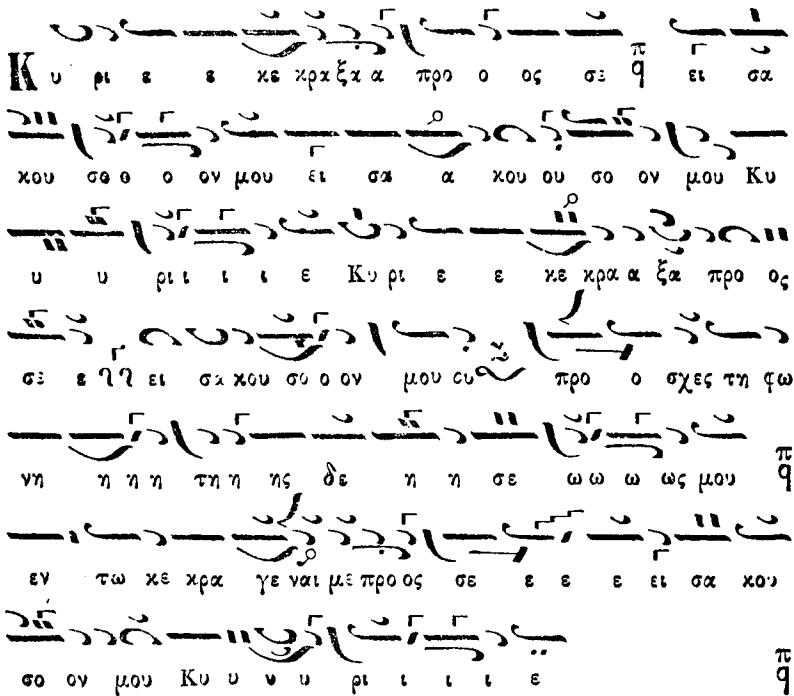 Κ υ ρι ε ε κε κρα ξα α προ ο ος σε π q ει σα
κου σο ο ο ον μου ει σα α κου ου σο ον μου Κυ
υ υ ρι ι ι ε Κυ ρι ε ε κε κρα α ξα προ ος
σε ε ει σα κου σο ο ον μου ου προ ο σχες τη φω
νη η η η τη η ης δε η η σε ω ω ω ως μου π q
εν τω κε κρα γε ναι με προ ος σε ε ε ε ει σα κου
σο ον μου Κυ υ υ υ ρι ι ι ι ε π q